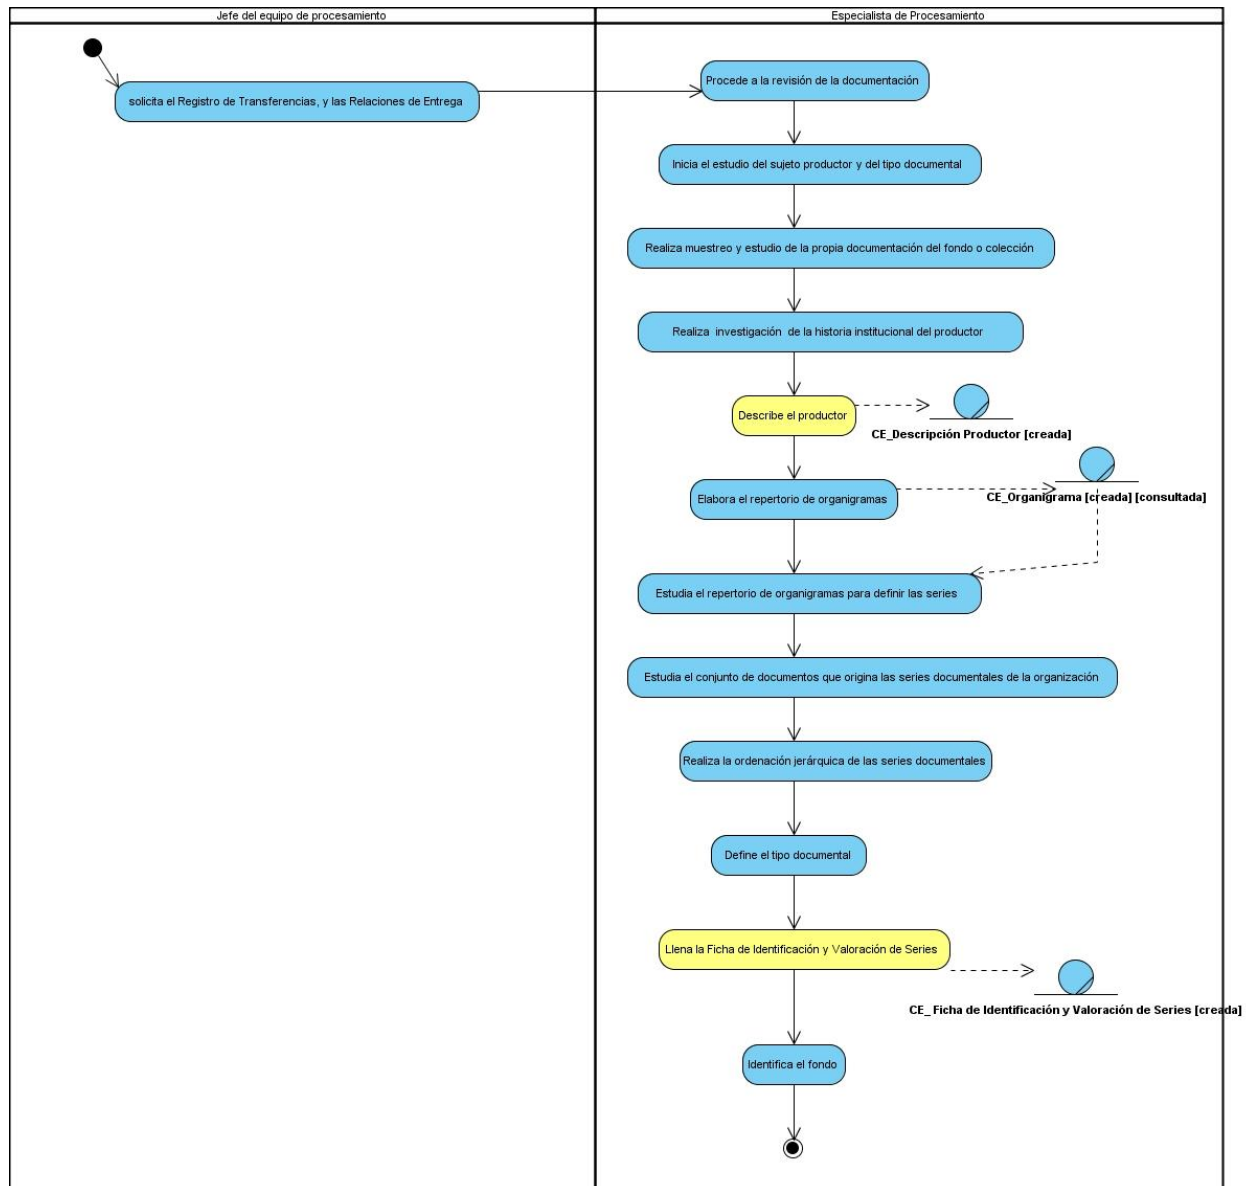 Jefe del equipo de procesamiento
Especialista de Procesamiento
solicita el Registro de Transferencias, y las Relaciones de Entrega
Procede a la revisión de la documentación
Inicia el estudio del sujeto productor y del tipo documental
Realiza muestreo y estudio de la propia documentación del fondo o colección
Realiza investigación de la historia institucional del productor
Describe el productor
CE_Descripción Productor [creada]
Elabora el repertorio de organigramas
CE_Organigrama [creada] [consultada]
Estudia el repertorio de organigramas para definir las series
Estudia el conjunto de documentos que origina las series documentales de la organización
Realiza la ordenación jerárquica de las series documentales
Define el tipo documental
Llena la Ficha de Identificación y Valoración de Series
CE_ Ficha de Identificación y Valoración de Series [creada]
Identifica el fondo